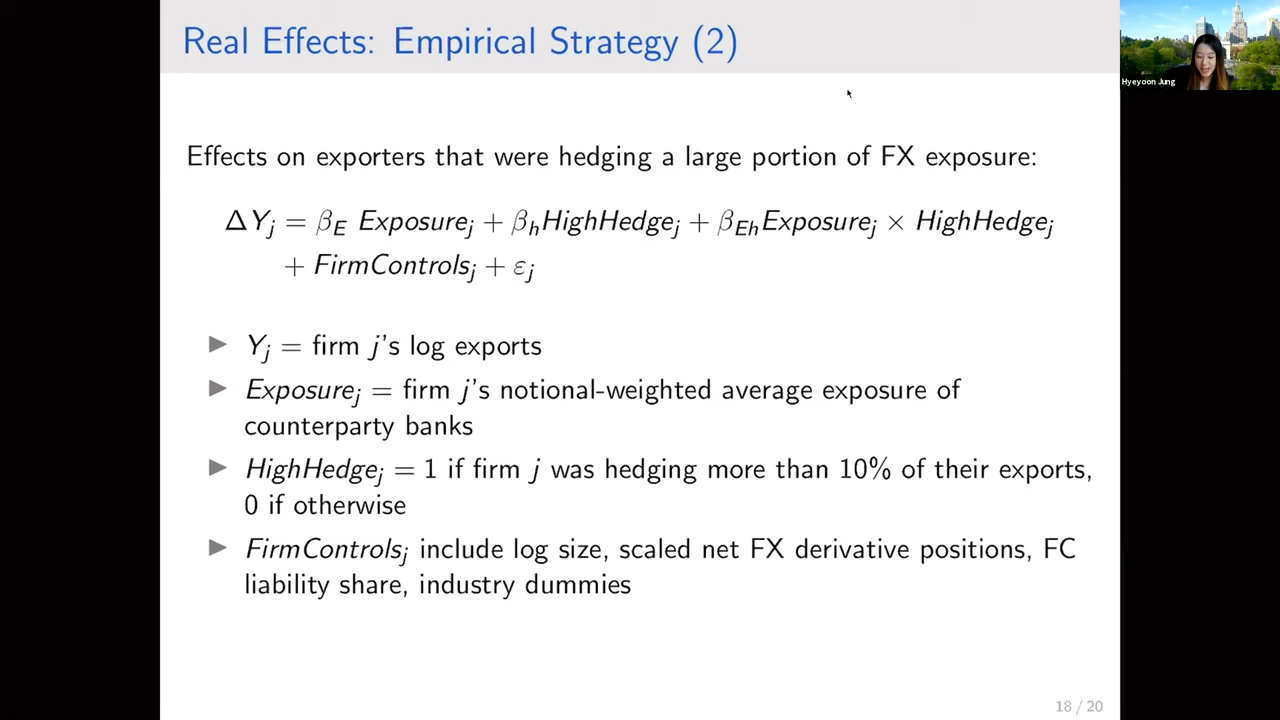 Real Effects: Empirical Strategy (2)
Hyeyoon Jung
Effects on exporters that were hedging a large portion of FX exposure:
ΔY_j = β_E Exposure_j + β_h HighHedge_j + β_{Eh} Exposure_j × HighHedge_j
+ FirmControls_j + ε_j
▶ Y_j = firm j's log exports
▶ Exposure_j = firm j's notional-weighted average exposure of
counterparty banks
▶ HighHedge_j = 1 if firm j was hedging more than 10% of their exports,
0 if otherwise
▶ FirmControls_j include log size, scaled net FX derivative positions, FC
liability share, industry dummies
18 / 20